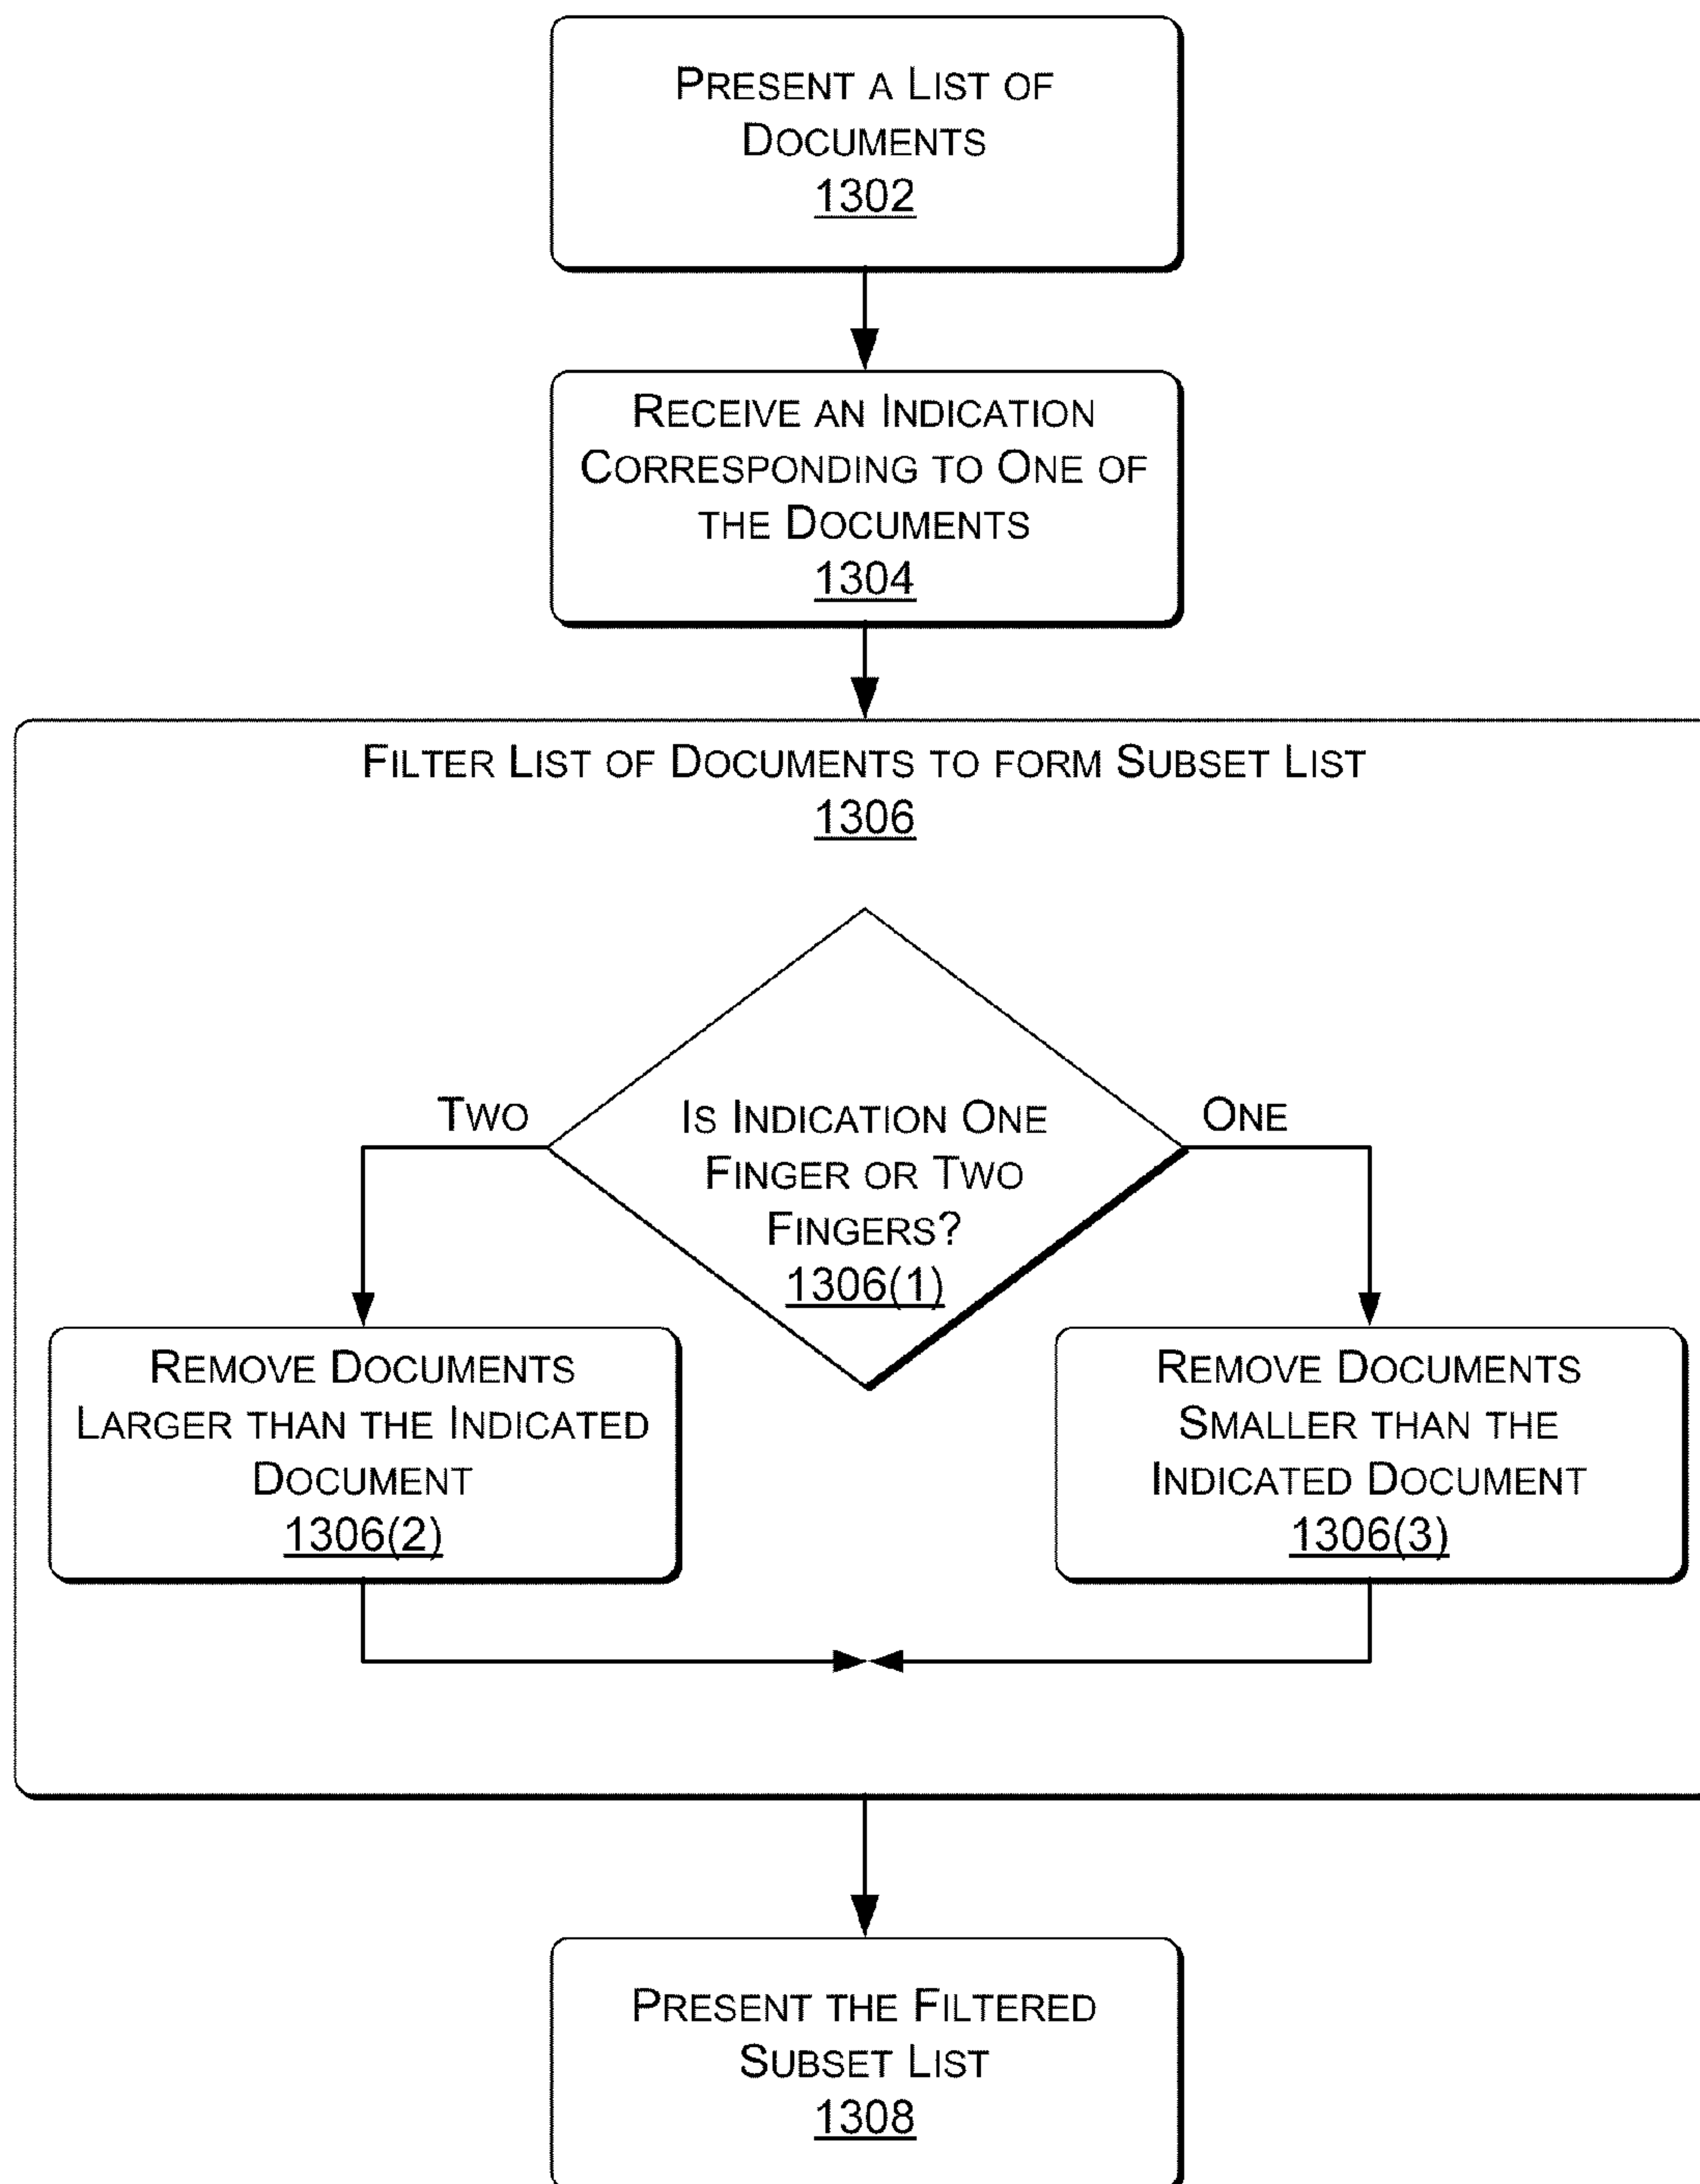 PRESENT A LIST OF
DOCUMENTS
1302
RECEIVE AN INDICATION
CORRESPONDING TO ONE OF
THE DOCUMENTS
1304
FILTER LIST OF DOCUMENTS TO FORM SUBSET LIST
1306
TWO
IS INDICATION ONE
FINGER OR TWO
FINGERS?
1306(1)
ONE
REMOVE DOCUMENTS
LARGER THAN THE INDICATED
DOCUMENT
1306(2)
REMOVE DOCUMENTS
SMALLER THAN THE
INDICATED DOCUMENT
1306(3)
PRESENT THE FILTERED
SUBSET LIST
1308